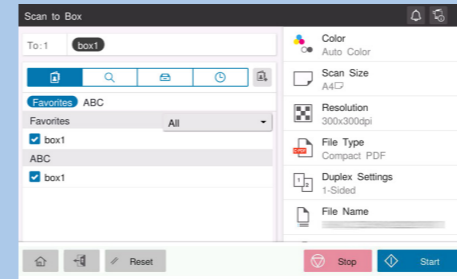 Scan to Box
To: 1 box1
Favorites ABC
Favorites All
box1
ABC
box1
Color
Auto Color
Scan Size
A4
Resolution
300x300dpi
File Type
Compact PDF
Duplex Settings
1-Sided
File Name
Reset
Stop
Start